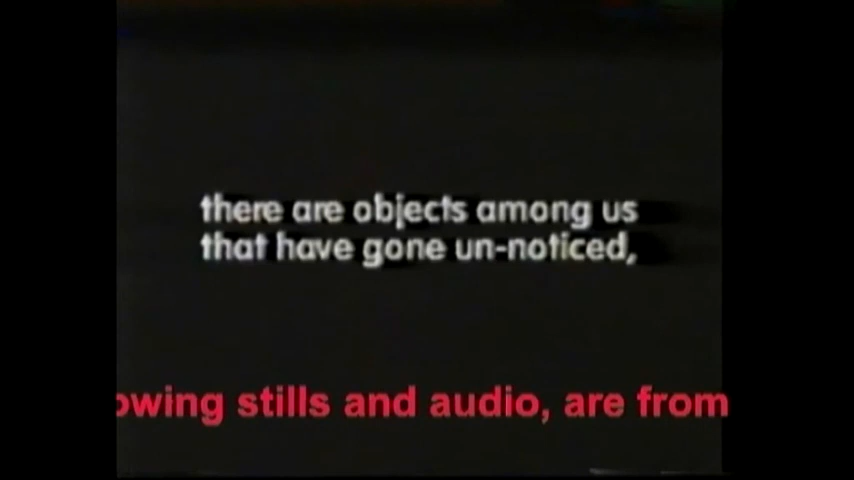 there are objects among us
that have gone un-noticed,
owing stills and audio, are from